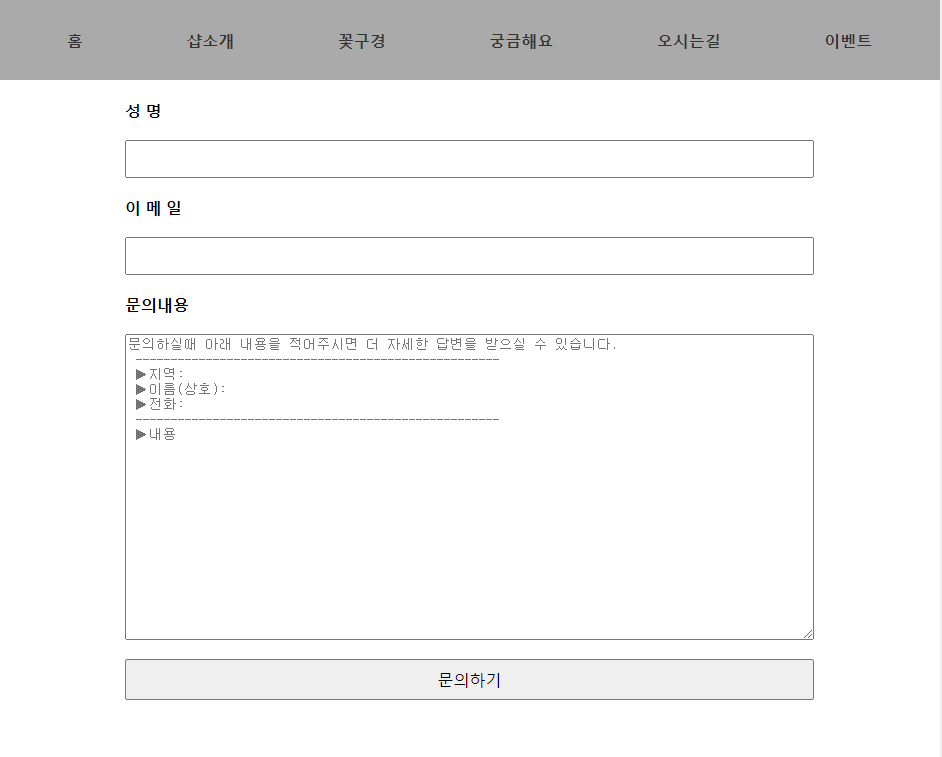 홈 샵소개 꽃구경 궁금해요 오시는길 이벤트
성 명
이 메 일
문의내용
문의하실때 아래 내용을 적어주시면 더 자세한 답변을 받으실 수 있습니다.
----------------------------------------------------
▶지역:
▶이름(상호):
▶전화:
----------------------------------------------------
▶내용
문의하기